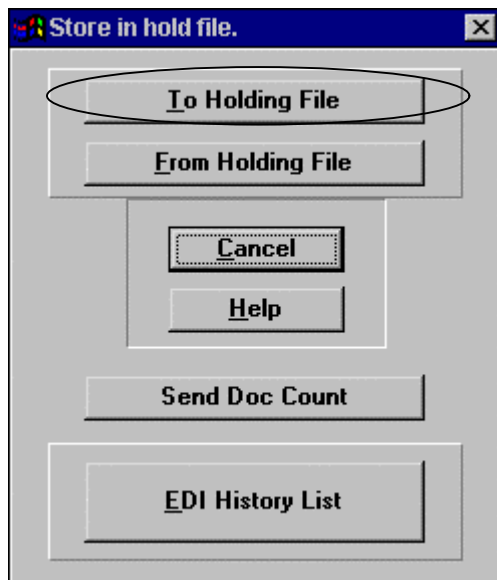 Store in hold file.
To Holding File
From Holding File
Cancel
Help
Send Doc Count
EDI History List